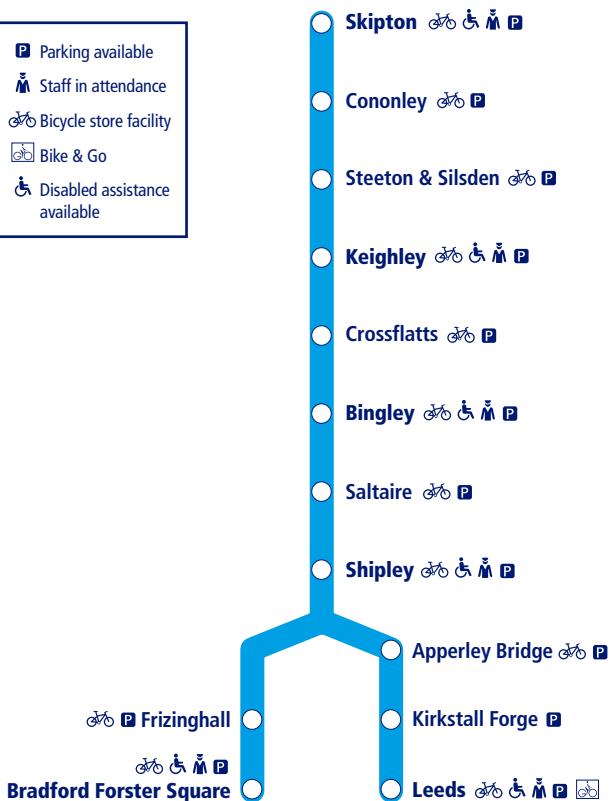 P Parking available
Staff in attendance
Bicycle store facility
Bike & Go
Disabled assistance
available
Skipton P
Cononley P
Steeton & Silsden P
Keighley P
Crossflatts P
Bingley P
Saltaire P
Shipley P
Apperley Bridge P
P Frizinghall
Kirkstall Forge P
P
Bradford Forster Square
Leeds P